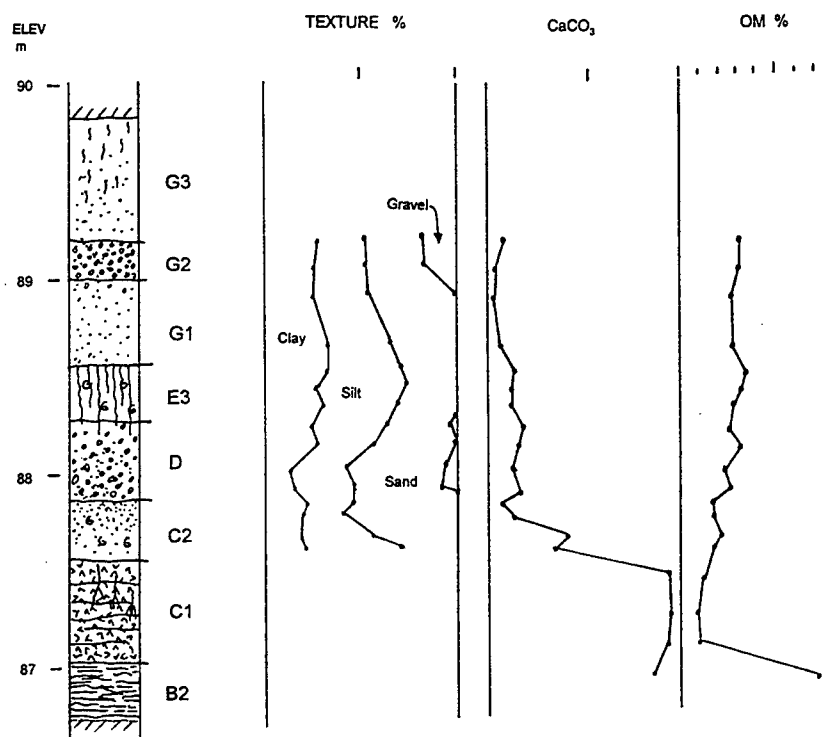 ELEV
m
TEXTURE %
CaCO₃
OM %
90
G3
Gravel
G2
89
G1
Clay
E3
Silt
D
88
Sand
C2
C1
87
B2